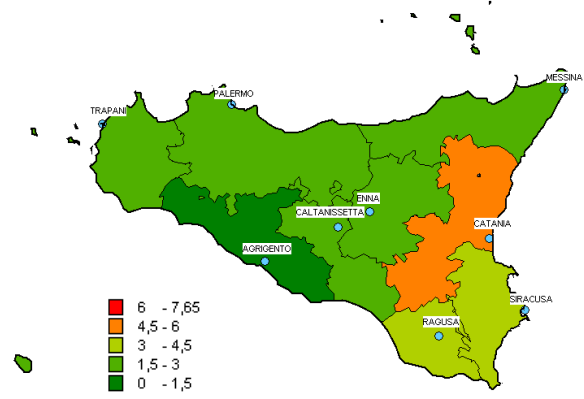 MESSINA
PALERMO
TRAPANI
ENNA
CALTANISSETTA
CATANIA
AGRIGENTO
SIRACUSA
RAGUSA
6 - 7,65
4,5 - 6
3 - 4,5
1,5 - 3
0 - 1,5